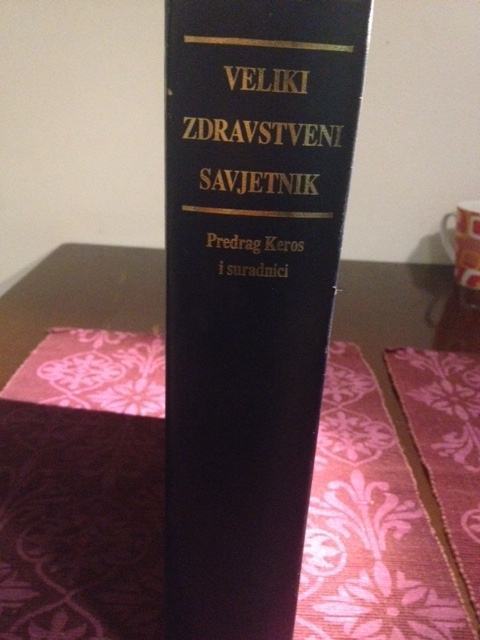 VELIKI
ZDRAVSTVENI
SAVJETNIK
Predrag Keros
i suradnici